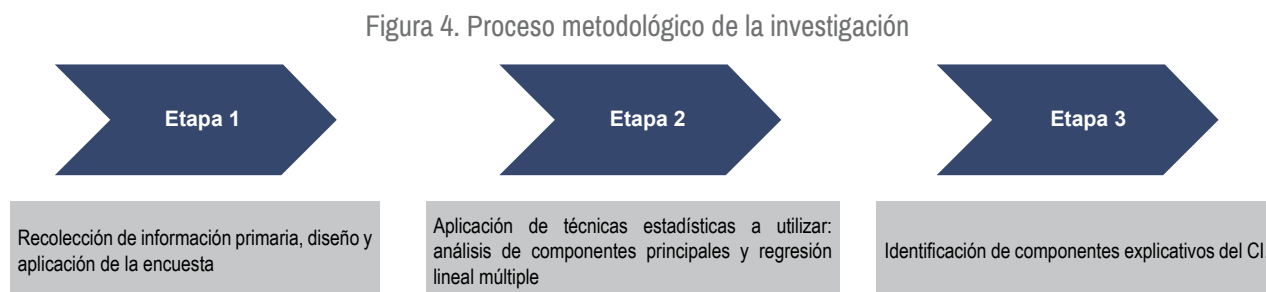 Figura 4. Proceso metodológico de la investigación
Etapa 1
Etapa 2
Etapa 3
Recolección de información primaria, diseño y
aplicación de la encuesta
Aplicación de técnicas estadísticas a utilizar:
análisis de componentes principales y regresión
lineal múltiple
Identificación de componentes explicativos del CI